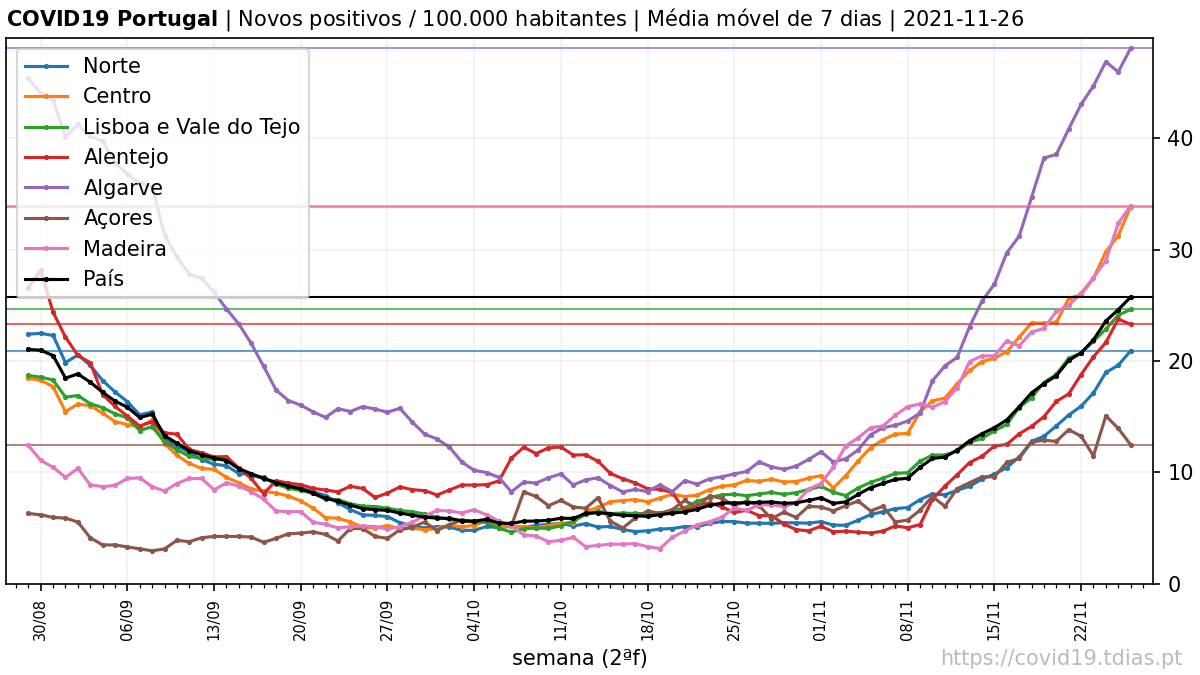 COVID19 Portugal | Novos positivos / 100.000 habitantes | Média móvel de 7 dias | 2021-11-26
Norte
Centro
Lisboa e Vale do Tejo
Alentejo
Algarve
Açores
Madeira
País
40
30
20
10
0
30/08 06/09 13/09 20/09 27/09 04/10 11/10 18/10 25/10 01/11 08/11 15/11 22/11
semana (2ªf)
https://covid19.tdias.pt